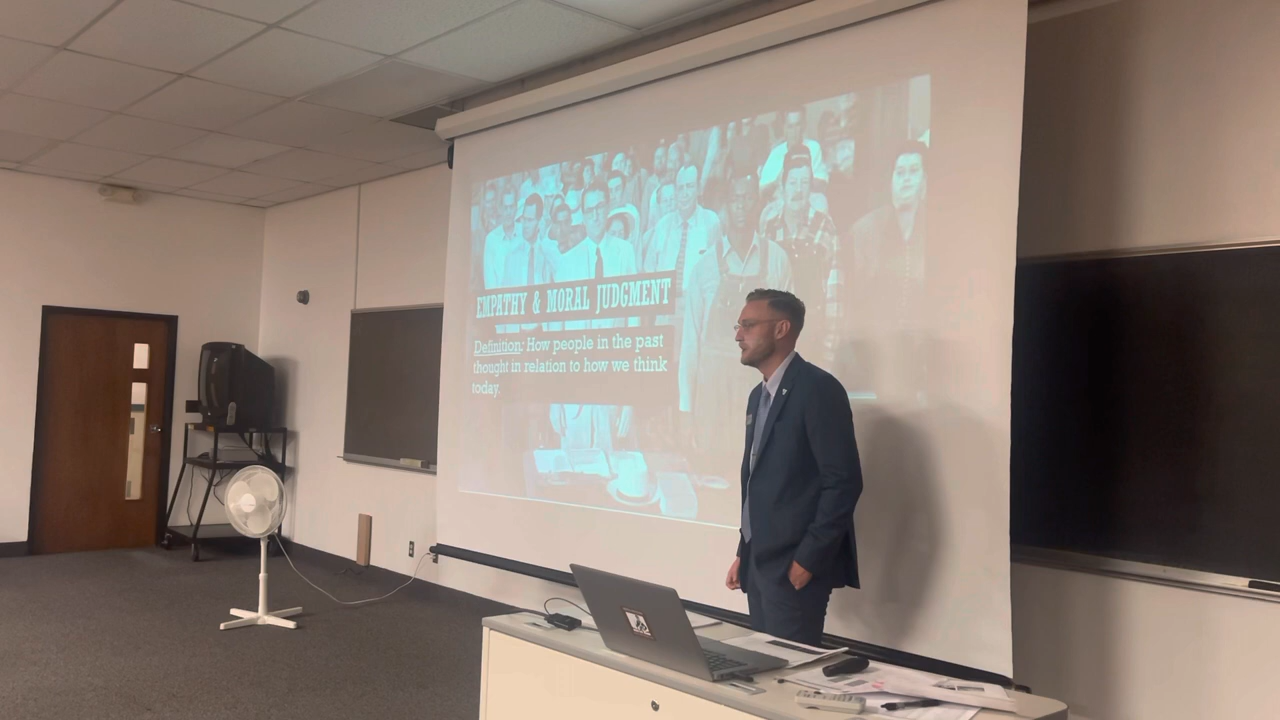 EMPATHY & MORAL JUDGMENT
Definition: How people in the past
thought in relation to how we think
today.